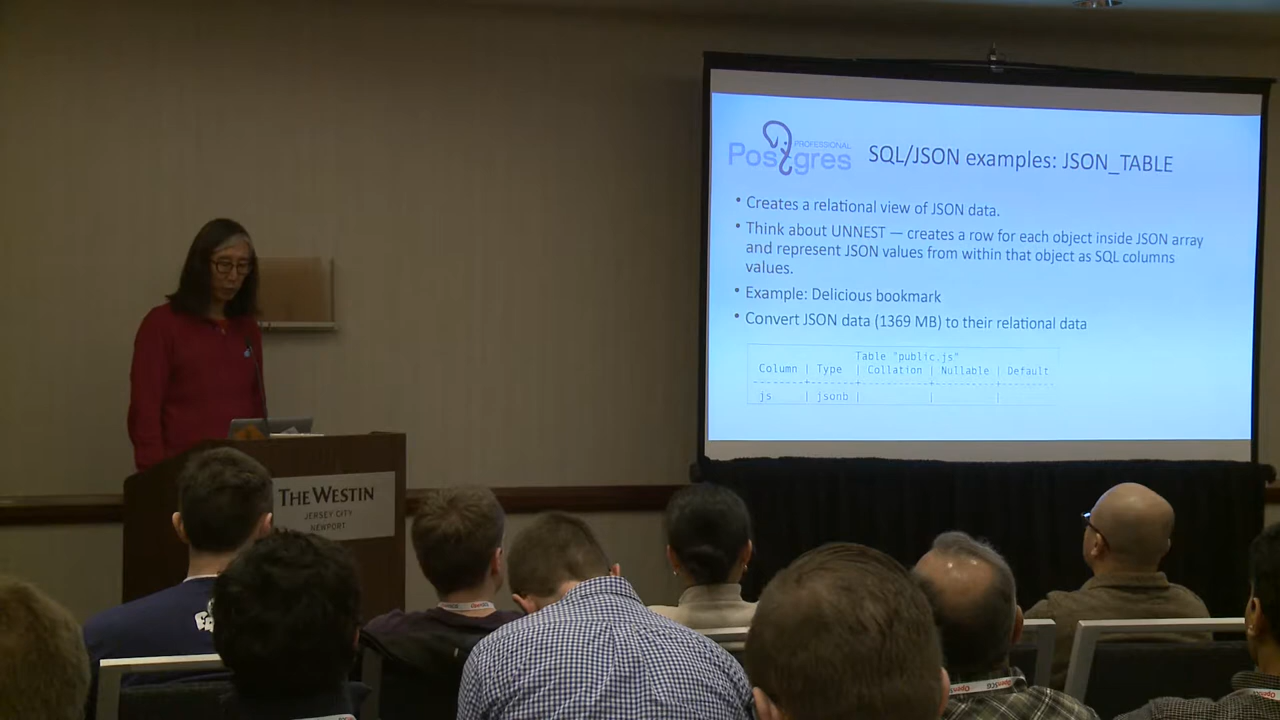 PROFESSIONAL
Postgres
SQL/JSON examples: JSON_TABLE
• Creates a relational view of JSON data.
• Think about UNNEST — creates a row for each object inside JSON array
and represent JSON values from within that object as SQL columns
values.
• Example: Delicious bookmark
• Convert JSON data (1369 MB) to their relational data
Table "public.js"
Column | Type | Collation | Nullable | Default
js | jsonb | | |
THE WESTIN
JERSEY CITY
NEWPORT
OpenSCG